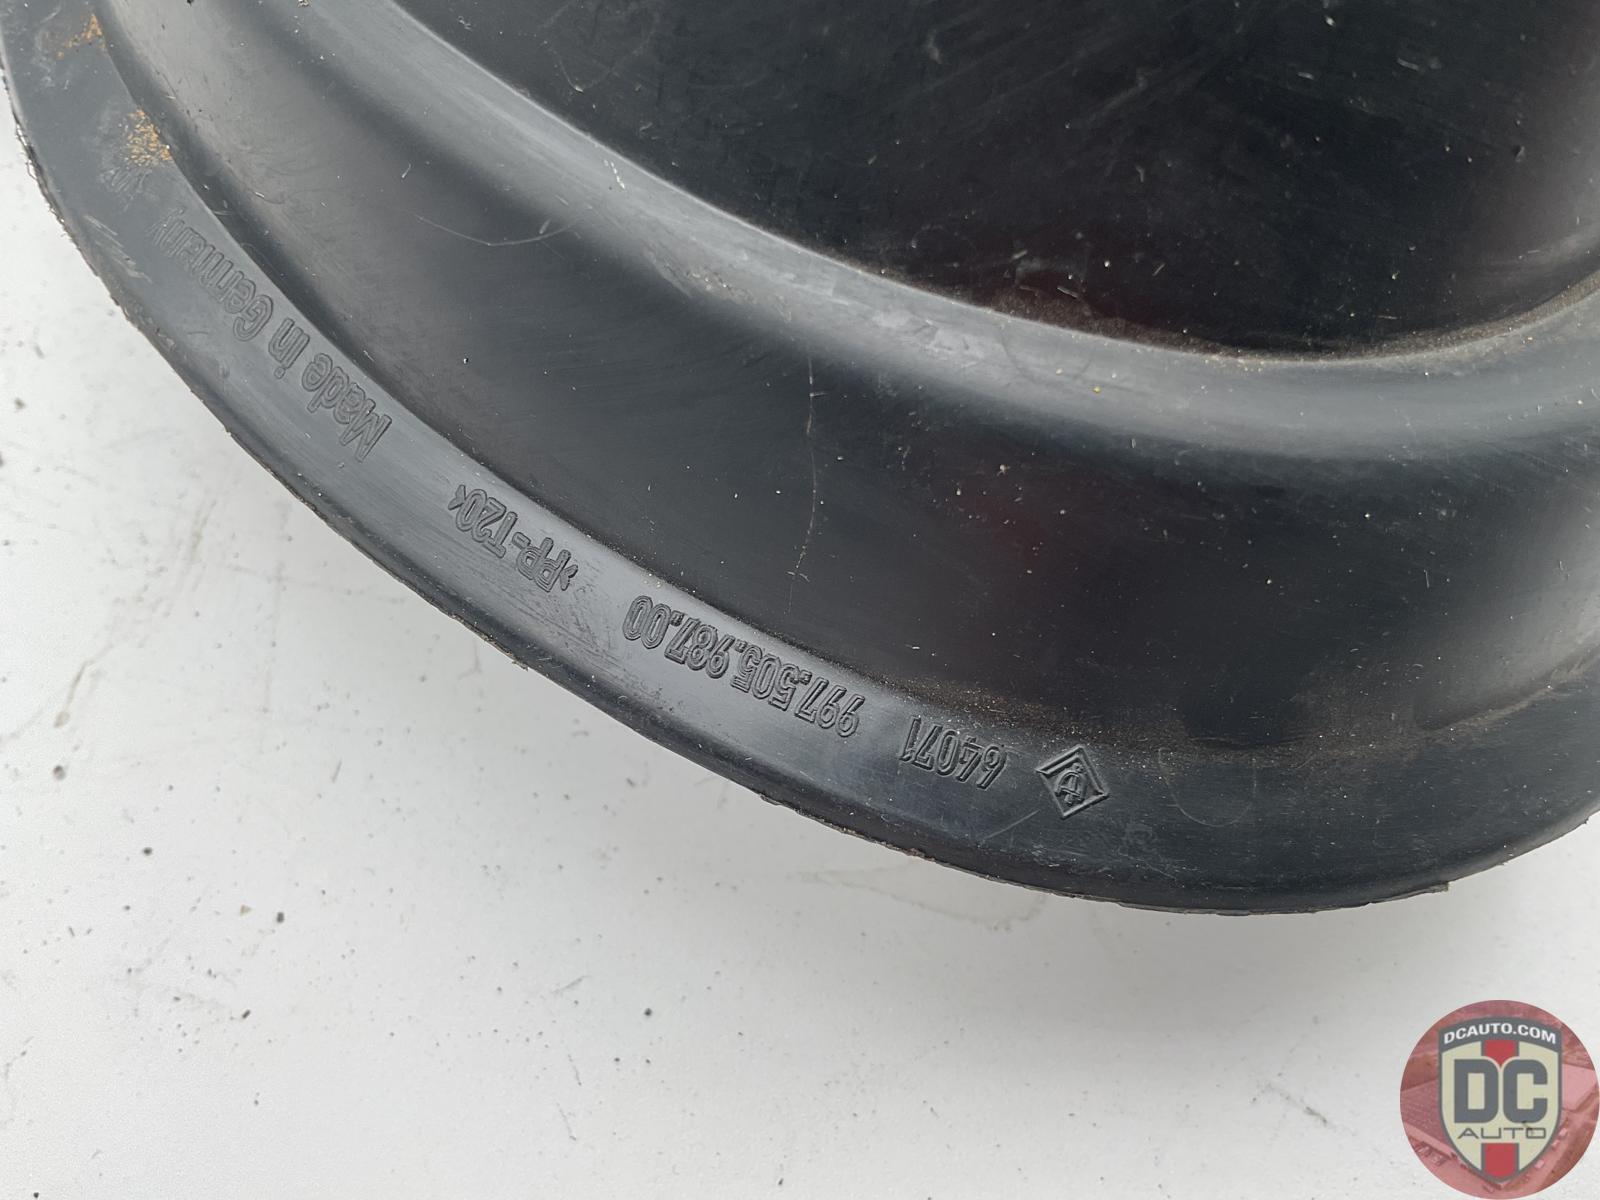 64071
997.505.987.00
>PP-T20<
Made in Germany
DCAUTO.COM
DC
AUTO